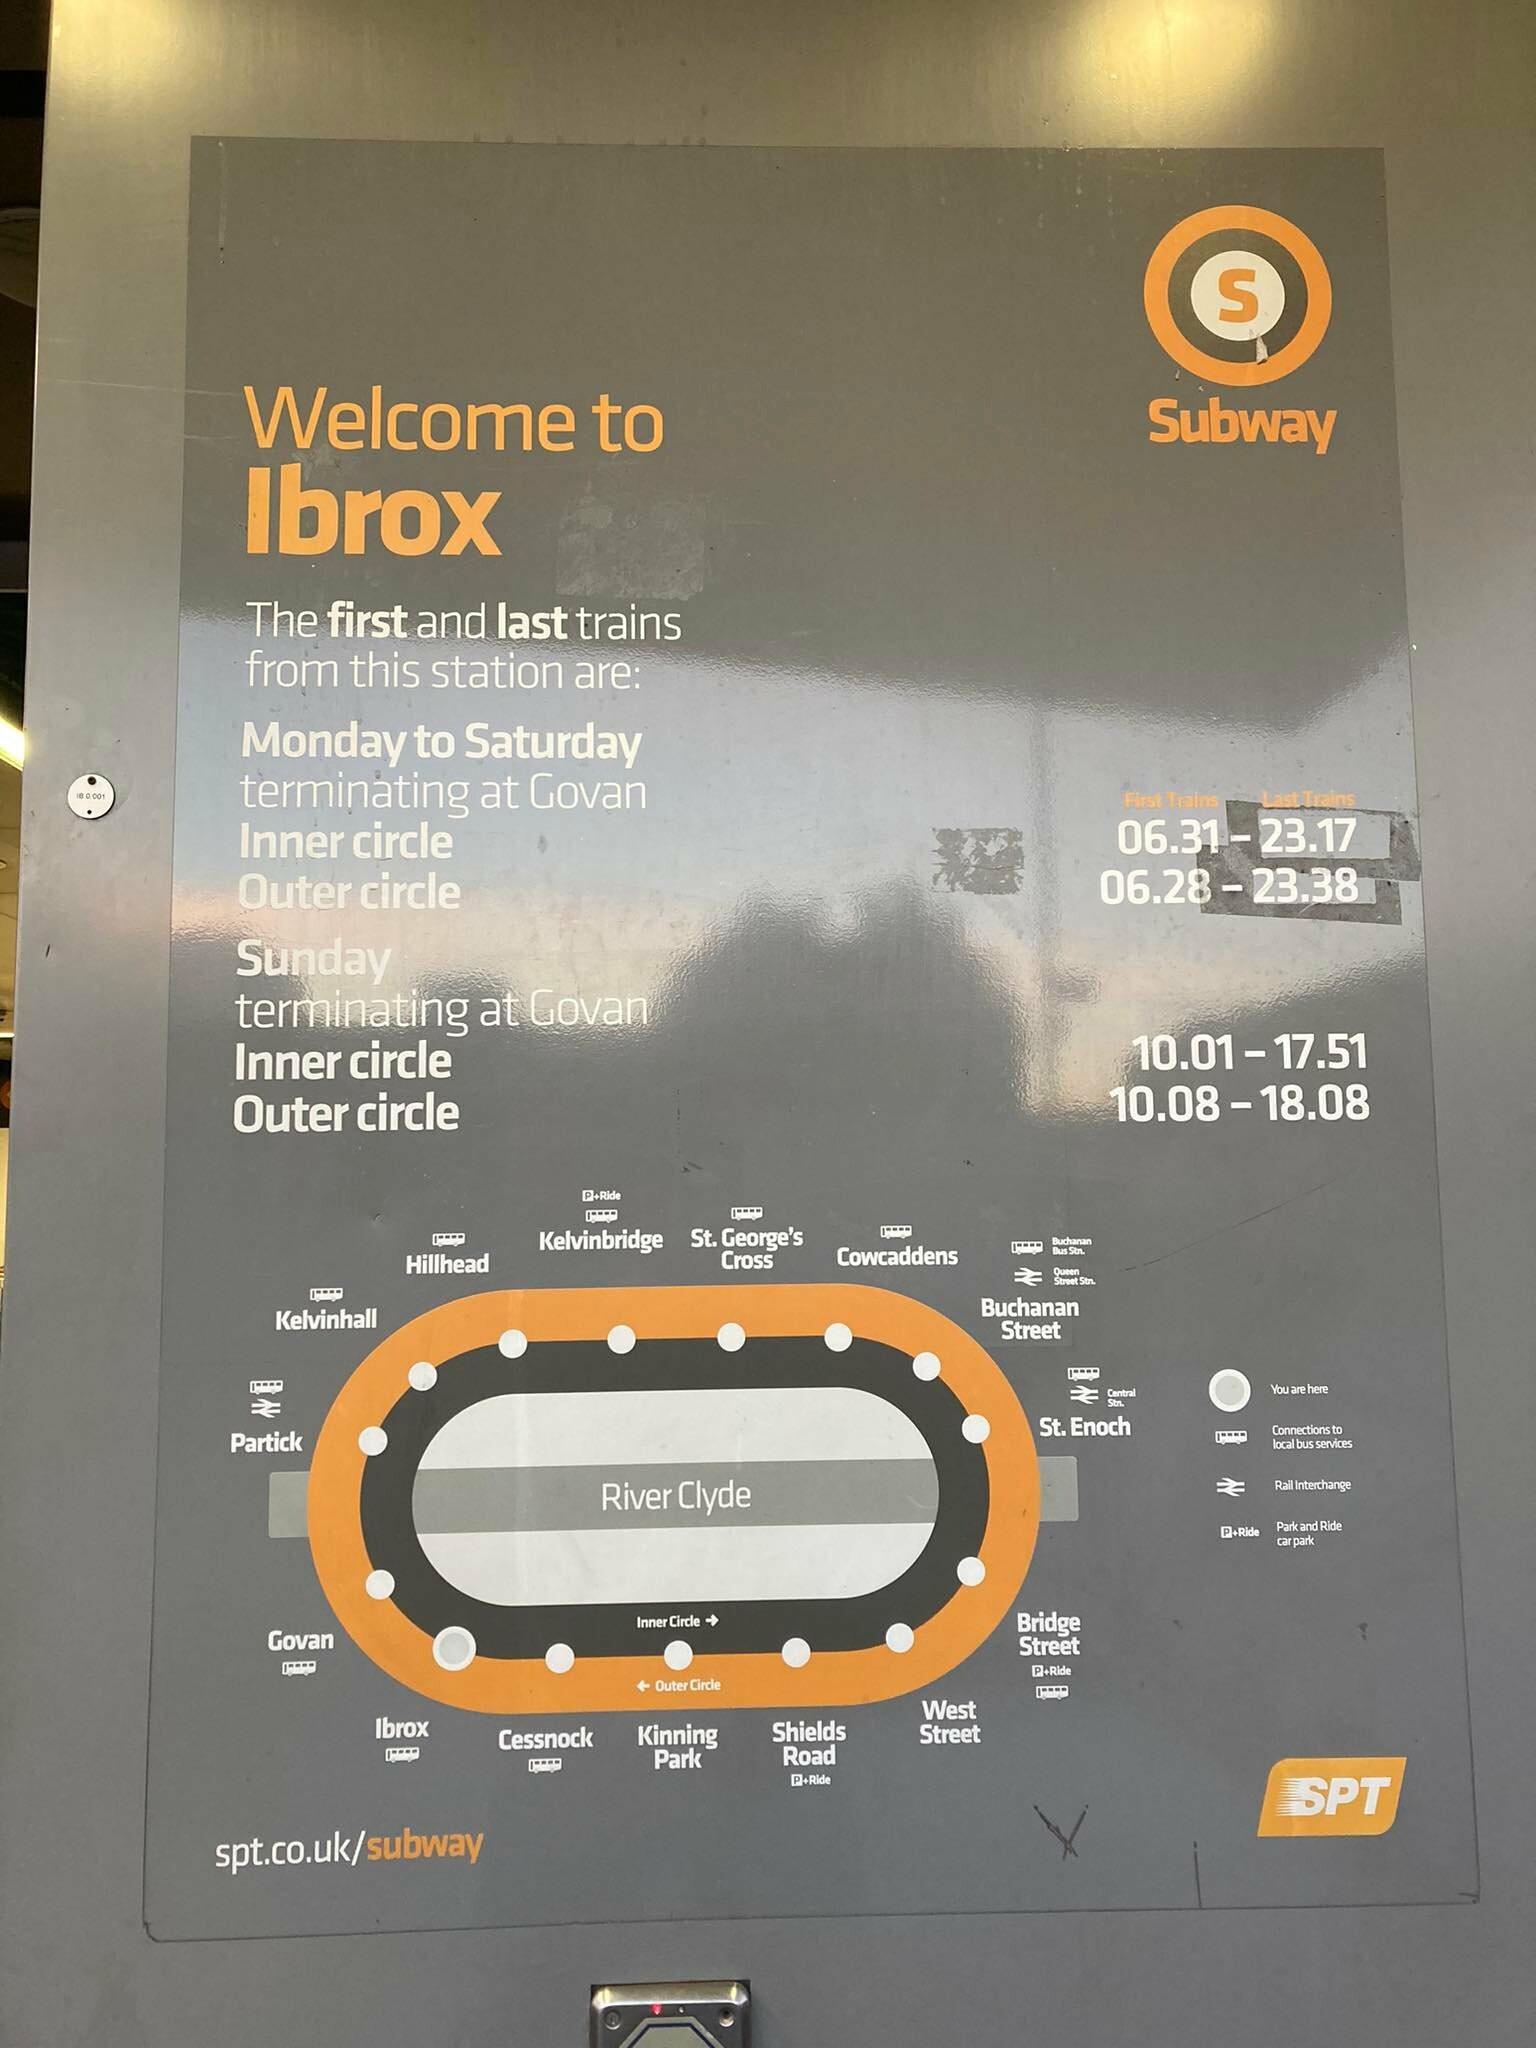 S
Subway
Welcome to
Ibrox
The first and last trains
from this station are:
Monday to Saturday
terminating at Govan
First Trains Last Trains
Inner circle 06.31 – 23.17
Outer circle 06.28 – 23.38
Sunday
terminating at Govan
Inner circle 10.01 – 17.51
Outer circle 10.08 – 18.08
IB 0/001
P+Ride
Kelvinbridge
St. George's
Cross
Hillhead
Cowcaddens
Buchanan
Bus Stn.
Queen
Street Stn.
Buchanan
Street
Kelvinhall
Central
Stn.
St. Enoch
Partick
River Clyde
You are here
Connections to
local bus services
Rail Interchange
P+Ride Park and Ride
car park
Inner Circle →
← Outer Circle
Govan
Bridge
Street
P+Ride
Ibrox
Cessnock
Kinning
Park
Shields
Road
P+Ride
West
Street
SPT
spt.co.uk/subway